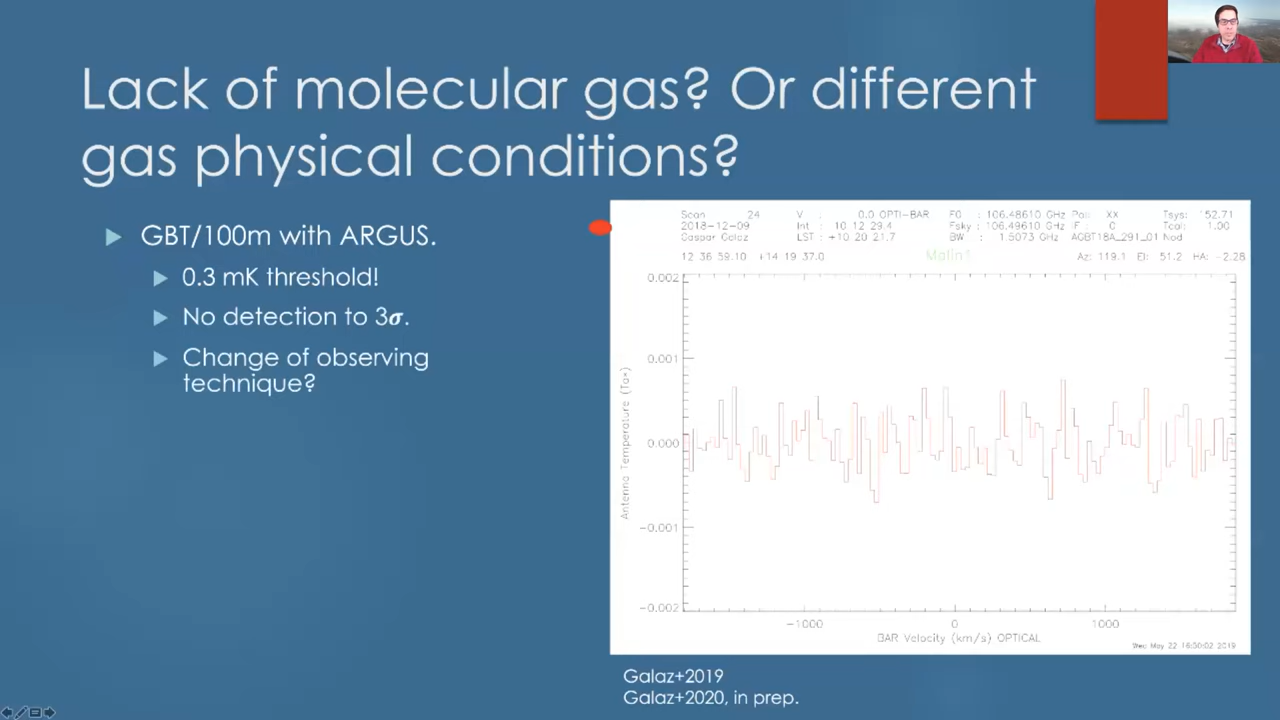 Lack of molecular gas? Or different
gas physical conditions?
GBT/100m with ARGUS.
0.3 mK threshold!
No detection to 3σ.
Change of observing
technique?
Scan 24 V : 0.0 OPTI-BAR F0 : 106.48610 GHz Pol: XX Tsys: 52.71
2018-12-09 Int : 10 12 29.4 Fsky : 106.49610 GHz IF : 0 Tcal: 1.00
Gaspar Galaz LST : +10 20 21.7 BW : 1.5073 GHz AGBT18A_291_01 Nod
12 36 59.10 +14 19 37.0 Malin1 Az: 119.1 El: 51.2 HA: -2.28
0.002
0.001
0.000
-0.001
-0.002
Antenna Temperature (Ta*)
-1000 0 1000
BAR Velocity (km/s) OPTICAL
Wed May 22 16:50:02 2019
Galaz+2019
Galaz+2020, in prep.